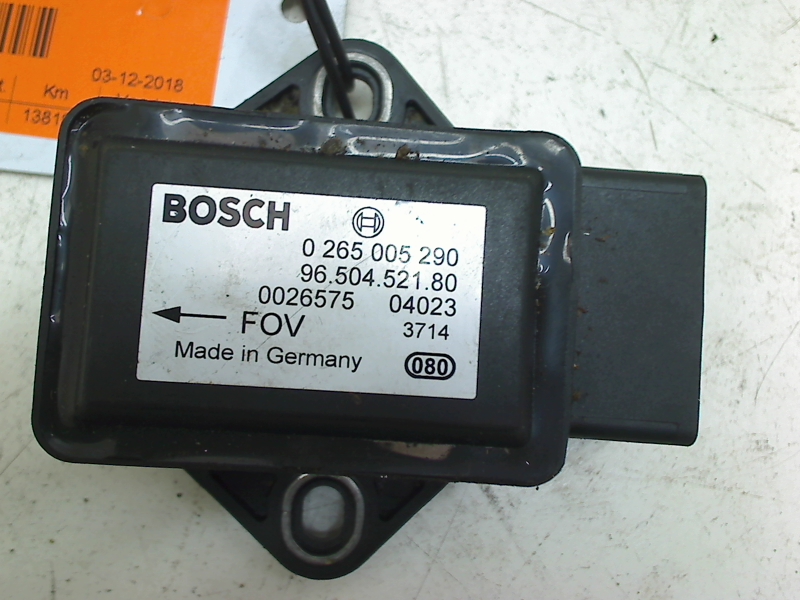 03-12-2018
Km
BOSCH
0 265 005 290
96.504.521.80
0026575 04023
FOV 3714
Made in Germany 080